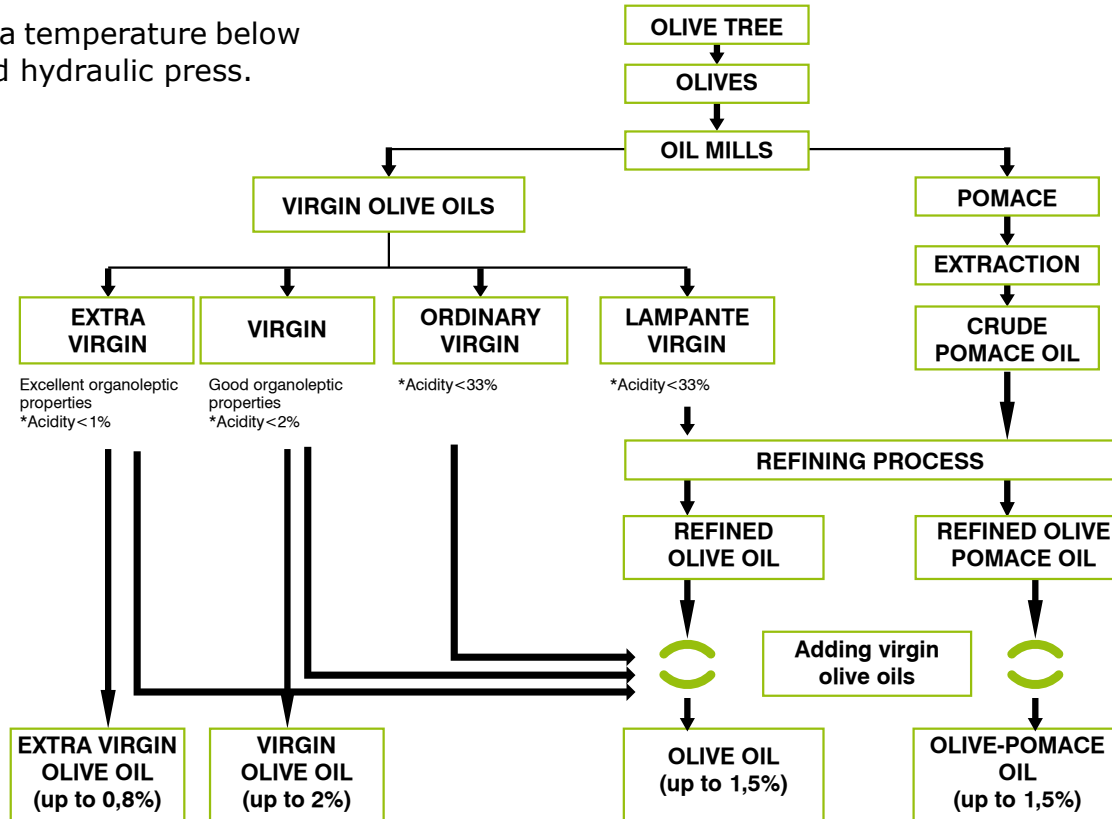 a temperature below
d hydraulic press.
OLIVE TREE
OLIVES
OIL MILLS
VIRGIN OLIVE OILS
POMACE
EXTRACTION
EXTRA
VIRGIN
VIRGIN
ORDINARY
VIRGIN
LAMPANTE
VIRGIN
CRUDE
POMACE OIL
Excellent organoleptic
properties
*Acidity<1%
Good organoleptic
properties
*Acidity<2%
*Acidity<33%
*Acidity<33%
REFINING PROCESS
REFINED
OLIVE OIL
REFINED OLIVE
POMACE OIL
Adding virgin
olive oils
EXTRA VIRGIN
OLIVE OIL
(up to 0,8%)
VIRGIN
OLIVE OIL
(up to 2%)
OLIVE OIL
(up to 1,5%)
OLIVE-POMACE
OIL
(up to 1,5%)